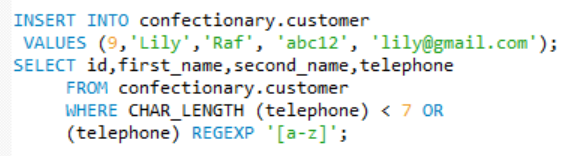 INSERT INTO confectionary.customer
VALUES (9,'Lily','Raf', 'abc12', 'lily@gmail.com');
SELECT id,first_name,second_name,telephone
FROM confectionary.customer
WHERE CHAR_LENGTH (telephone) < 7 OR
(telephone) REGEXP '[a-z]';